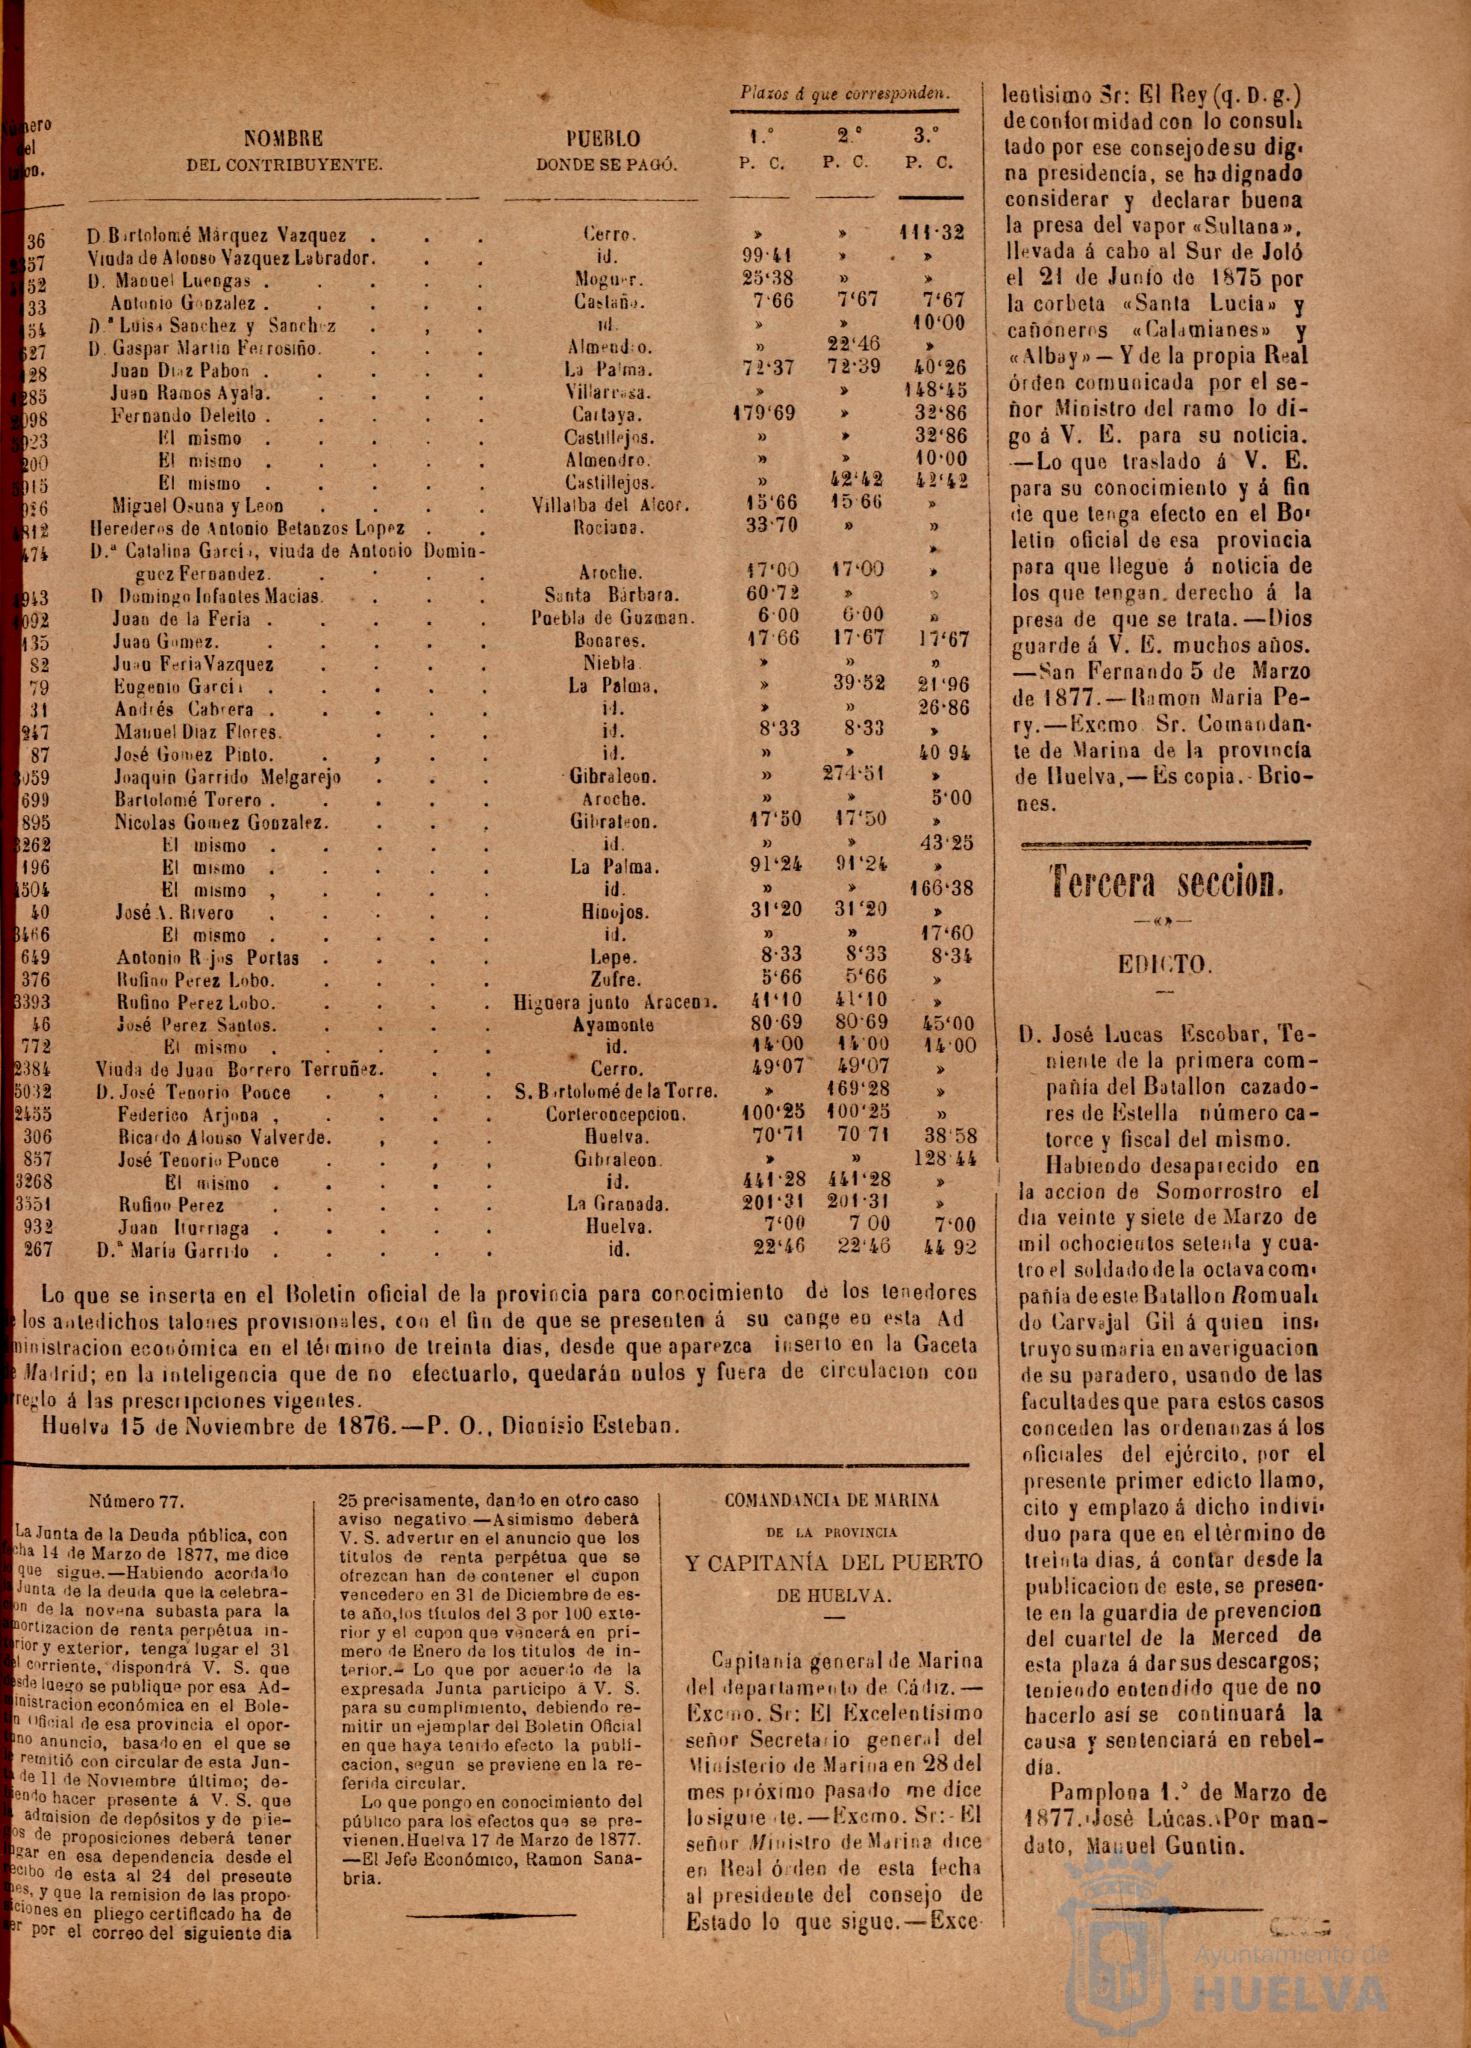 Plazos á que corresponden.
NOMBRE PUEBLO 1.º 2.º 3.º
DEL CONTRIBUYENTE. DONDE SE PAGÓ. P. C. P. C. P. C.
36 D. Bartolomé Márquez Vazquez . . . Cerro. » » 111·32
Viuda de Alonso Vazquez Labrador. . . id. 99·41 » »
D. Manuel Luengas . . . . . Moguer. 25·38 » »
33 Antonio Gonzalez . . . . . Castaño. 7·66 7‘67 7‘67
D.ª Luisa Sanchez y Sanchez . , . id. » » 10‘00
D. Gaspar Martin Ferrosiño. . . . Almendro. » 22‘46 »
Juan Diaz Pabon . . . . . La Palma. 72‘37 72·39 40‘26
Juan Ramos Ayala. . . . . Villarrasa. » » 148‘45
Fernando Deleito . . . . . Cartaya. 179‘69 » 32‘86
El mismo . . . . . Castillejos. » » 32‘86
El mismo . . . . . Almendro. » » 10·00
El mismo . . . . . Castillejos. » 42‘42 42‘42
Miguel Osuna y Leon . . . . Villalba del Alcor. 15‘66 15 66 »
Herederos de Antonio Betanzos Lopez . . Rociana. 33·70 » »
D.ª Catalina Garcia, viuda de Antonio Domin- »
guez Fernandez. . . . . Aroche. 17‘00 17‘00 »
D. Domingo Infantes Macias. . . . Santa Bárbara. 60·72 » »
Juan de la Feria . . . . . Puebla de Guzman. 6·00 6·00 »
135 Juan Gomez. . . . . Bonares. 17·66 17·67 17‘67
82 Juan Feria Vazquez . . . . Niebla. » » »
79 Eugenio Garcia . . . . . La Palma. » 39·52 21‘96
31 Andrés Cabrera . . . . . id. » » 26·86
247 Manuel Diaz Flores. . . . id. 8‘33 8·33 »
87 José Gomez Pinto. . , . . id. » » 40 94
Joaquin Garrido Melgarejo . . . Gibraleon. » 274·51 »
699 Bartolomé Torero . . . . . Aroche. » » 5·00
895 Nicolas Gomez Gonzalez. . . . Gibraleon. 17‘50 17‘50 »
3262 El mismo . . . . . id. » » 43·25
196 El mismo . . . . . La Palma. 91‘24 91‘24 »
El mismo , . . . . id. » » 166·38
40 José A. Rivero . . . . . Hinojos. 31‘20 31‘20 »
3466 El mismo . . . . . id. » » 17‘60
649 Antonio Rojos Portas . . . . Lepe. 8·33 8‘33 8·34
376 Rufino Perez Lobo. . . . . Zufre. 5‘66 5‘66 »
3393 Rufino Perez Lobo. . . . . Higuera junto Aracena. 41‘10 41‘10 »
46 José Perez Santos. . . . . Ayamonte 80·69 80·69 45‘00
772 El mismo . . . . . id. 14·00 14·00 14·00
2384 Viuda de Juan Borrero Terruñez. . . Cerro. 49‘07 49‘07 »
5032 D. José Tenorio Ponce . . . . S. Bartolomé de la Torre. » 169‘28 »
2455 Federico Arjona , . . . . Corteconcepcion. 100‘25 100‘25 »
306 Ricardo Alonso Valverde. , . . Huelva. 70‘71 70 71 38·58
857 José Tenorio Ponce . . , , Gibraleon. » » 128·44
3268 El mismo . . . . . id. 441·28 441·28 »
3551 Rufino Perez . . . . . La Granada. 201·31 201·31 »
932 Juan Iturriaga . . . . . Huelva. 7‘00 7 00 7‘00
267 D.ª María Garrido . . . . . id. 22‘46 22‘46 44 92
Lo que se inserta en el Boletin oficial de la provincia para conocimiento de los tenedores
los antedichos talones provisionales, con el fin de que se presenten á su cange en esta Ad
ministracion económica en el término de treinta dias, desde que aparezca inserto en la Gaceta
Madrid; en la inteligencia que de no efectuarlo, quedarán nulos y fuera de circulacion con
reglo á las prescripciones vigentes.
Huelva 15 de Noviembre de 1876.—P. O., Dionisio Esteban.
Número 77.
La Junta de la Deuda pública, con
cha 14 de Marzo de 1877, me dice
que sigue.—Habiendo acordado
Junta de la deuda que la celebra-
on de la novena subasta para la
mortizacion de renta perpétua in-
rior y exterior, tenga lugar el 31
el corriente, dispondrá V. S. que
esde luego se publique por esa Ad-
ministracion económica en el Bole-
n Oficial de esa provincia el opor-
uno anuncio, basado en el que se
remitió con circular de esta Jun-
de 11 de Noviembre último; de-
iendo hacer presente á V. S. que
admision de depósitos y de plie-
os de proposiciones deberá tener
ugar en esa dependencia desde el
ecibo de esta al 24 del presente
mes, y que la remision de las propo-
iciones en pliego certificado ha de
er por el correo del siguiente dia
25 precisamente, dando en otro caso
aviso negativo.—Asimismo deberá
V. S. advertir en el anuncio que los
titulos de renta perpétua que se
ofrezcan han de contener el cupon
vencedero en 31 de Diciembre de es-
te año, los títulos del 3 por 100 exte-
rior y el cupon que vencerá en pri-
mero de Enero de los titulos de in-
terior.—Lo que por acuerdo de la
expresada Junta participo á V. S.
para su cumplimiento, debiendo re-
mitir un ejemplar del Boletin Oficial
en que haya tenido efecto la publi-
cacion, segun se previene en la re-
ferida circular.
Lo que pongo en conocimiento del
público para los efectos que se pre-
vienen. Huelva 17 de Marzo de 1877.
—El Jefe Económico, Ramon Sana-
bria.
COMANDANCIA DE MARINA
DE LA PROVINCIA
Y CAPITANÍA DEL PUERTO
DE HUELVA.
Capitanía general de Marina
del departamento de Cádiz.—
Excmo. Sr: El Excelentísimo
señor Secretario general del
Ministerio de Marina en 28 del
mes próximo pasado me dice
lo siguiente.—Excmo. Sr:- El
señor Ministro de Marina dice
en Real órden de esta fecha
al presidente del consejo de
Estado lo que sigue.—Exce-
lentísimo Sr: El Rey (q. D. g.)
de conformidad con lo consul-
tado por ese consejo de su dig-
na presidencia, se ha dignado
considerar y declarar buena
la presa del vapor «Sultana»,
llevada á cabo al Sur de Joló
el 21 de Junio de 1875 por
la corbeta «Santa Lucia» y
cañoneros «Calamianes» y
«Albay»—Y de la propia Real
órden comunicada por el se-
ñor Ministro del ramo lo di-
go á V. E. para su noticia.
—Lo que traslado á V. E.
para su conocimiento y á fin
de que tenga efecto en el Bo-
letin oficial de esa provincia
para que llegue á noticia de
los que tengan. derecho á la
presa de que se trata.—Dios
guarde á V. E. muchos años.
—San Fernando 5 de Marzo
de 1877.—Ramon Maria Pe-
ry.—Excmo Sr. Comandan-
te de Marina de la provincia
de Huelva,—Es copia.-Brio-
nes.
Tercera seccion.
—«»—
EDICTO.
D. José Lucas Escobar, Te-
niente de la primera com-
pañía del Batallon cazado-
res de Estella número ca-
torce y fiscal del mismo.
Habiendo desaparecido en
la accion de Somorrostro el
dia veinte y siete de Marzo de
mil ochocientos setenta y cua-
tro el soldado de la octava com-
pañia de este Batallon Romual-
do Carvajal Gil á quien ins-
truyo sumaria en averiguacion
de su paradero, usando de las
facultades que para estos casos
conceden las ordenanzas á los
oficiales del ejército, por el
presente primer edicto llamo,
cito y emplazo á dicho indivi-
duo para que en el término de
treinta dias, á contar desde la
publicacion de este, se presen-
te en la guardia de prevencion
del cuartel de la Merced de
esta plaza á dar sus descargos;
teniendo entendido que de no
hacerlo así se continuará la
causa y sentenciará en rebel-
día.
Pamplona 1.º de Marzo de
1877. José Lúcas. Por man-
dato, Manuel Guntin.
Ayuntamiento de
HUELVA